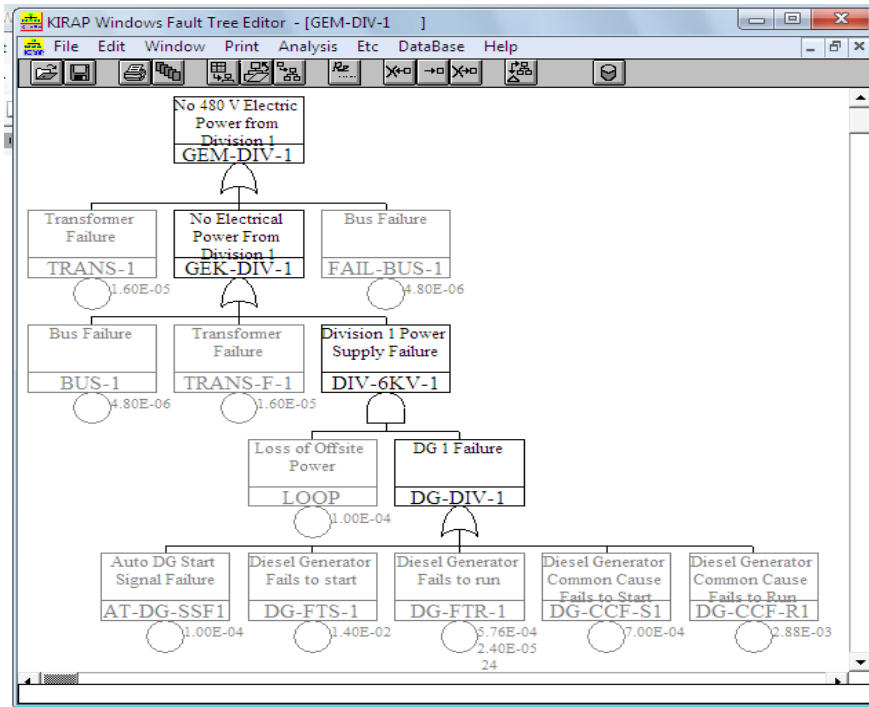 KIRAP Windows Fault Tree Editor - [GEM-DIV-1 ]
File Edit Window Print Analysis Etc DataBase Help
No 480 V Electric
Power from
Division 1
GEM-DIV-1
Transformer
Failure
TRANS-1
1.60E-05
No Electrical
Power From
Division 1
GEK-DIV-1
Bus Failure
FAIL-BUS-1
4.80E-06
Bus Failure
BUS-1
4.80E-06
Transformer
Failure
TRANS-F-1
1.60E-05
Division 1 Power
Supply Failure
DIV-6KV-1
Loss of Offsite
Power
LOOP
1.00E-04
DG 1 Failure
DG-DIV-1
Auto DG Start
Signal Failure
AT-DG-SSF1
1.00E-04
Diesel Generator
Fails to start
DG-FTS-1
1.40E-02
Diesel Generator
Fails to run
DG-FTR-1
5.76E-04
2.40E-05
24
Diesel Generator
Common Cause
Fails to Start
DG-CCF-S1
7.00E-04
Diesel Generator
Common Cause
Fails to Run
DG-CCF-R1
2.88E-03